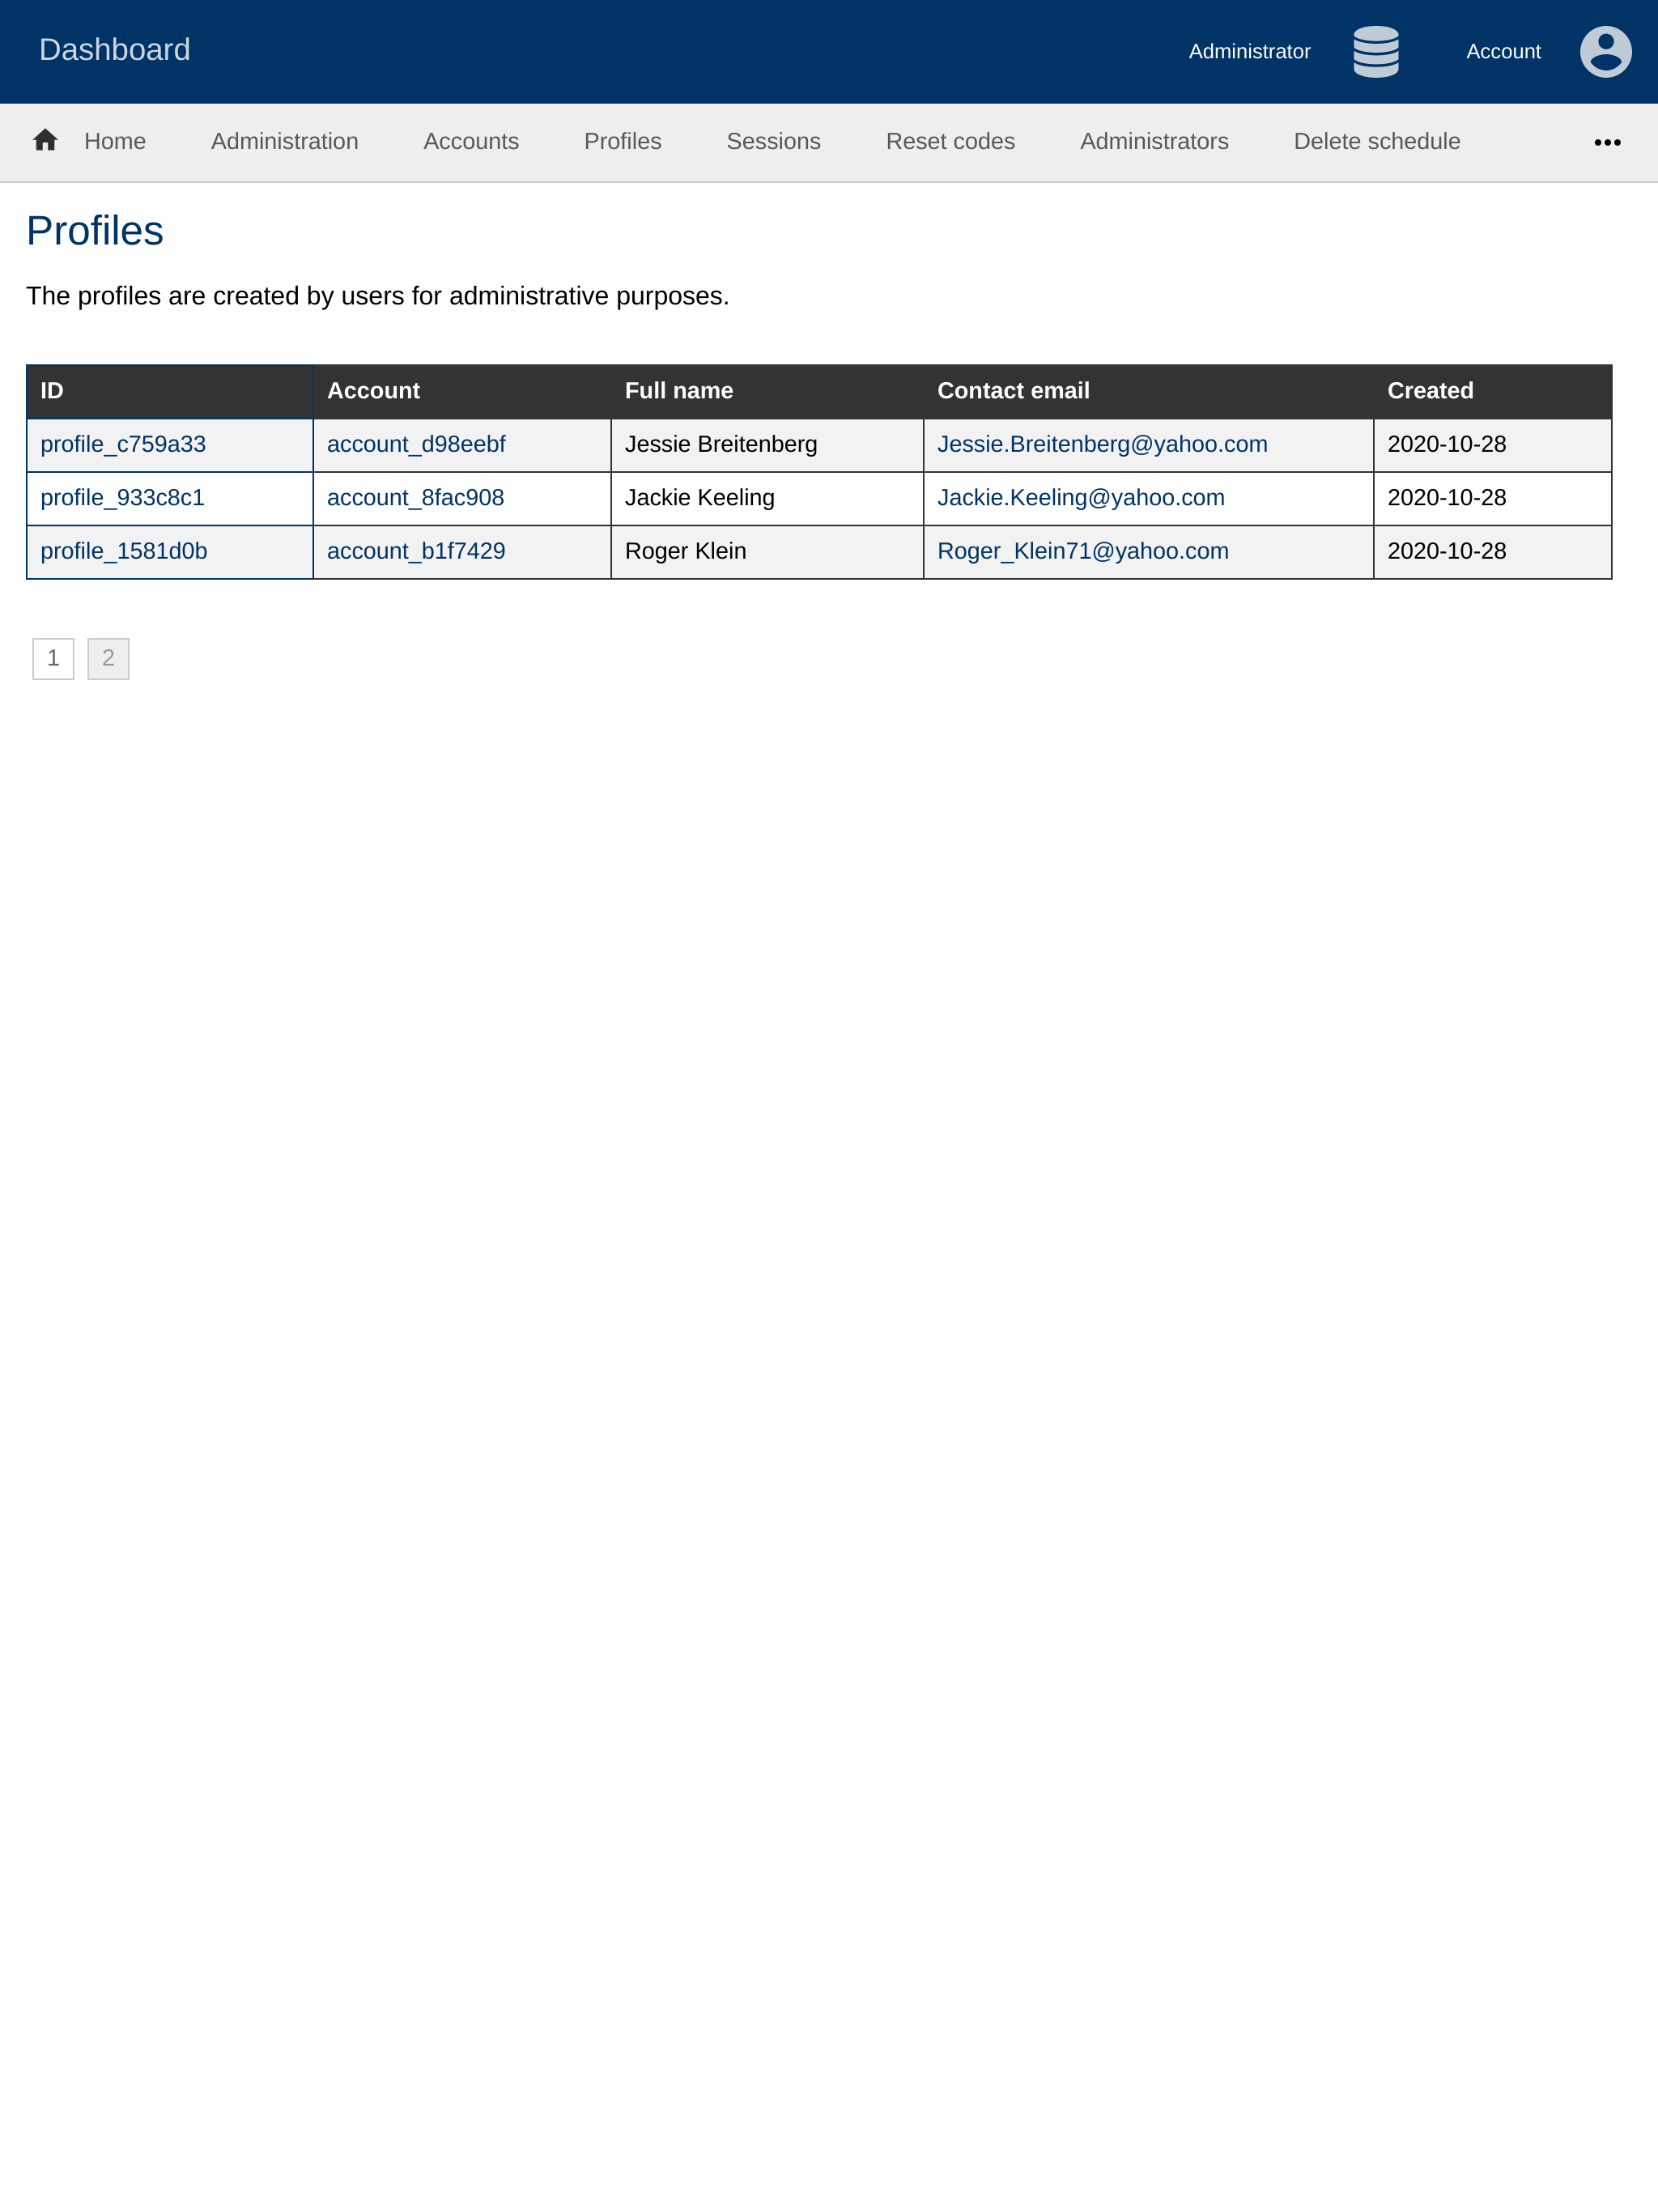 Dashboard Administrator Account
Home Administration Accounts Profiles Sessions Reset codes Administrators Delete schedule •••
Profiles
The profiles are created by users for administrative purposes.
ID Account Full name Contact email Created
profile_c759a33 account_d98eebf Jessie Breitenberg Jessie.Breitenberg@yahoo.com 2020-10-28
profile_933c8c1 account_8fac908 Jackie Keeling Jackie.Keeling@yahoo.com 2020-10-28
profile_1581d0b account_b1f7429 Roger Klein Roger_Klein71@yahoo.com 2020-10-28
1 2